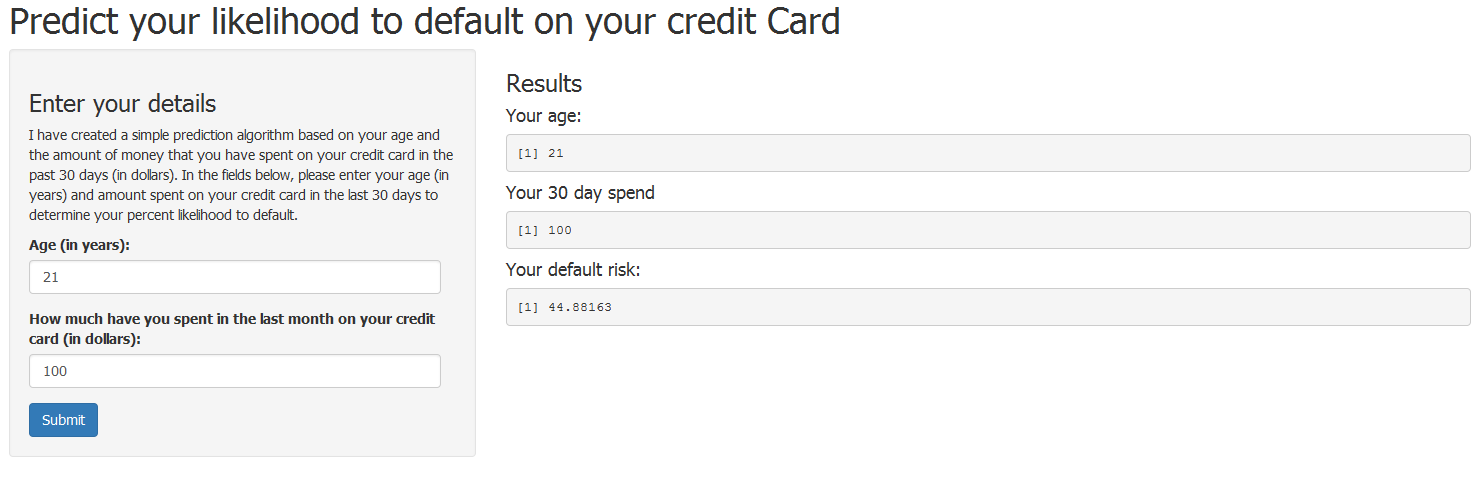 Predict your likelihood to default on your credit Card
Enter your details
I have created a simple prediction algorithm based on your age and
the amount of money that you have spent on your credit card in the
past 30 days (in dollars). In the fields below, please enter your age (in
years) and amount spent on your credit card in the last 30 days to
determine your percent likelihood to default.
Age (in years):
21
How much have you spent in the last month on your credit
card (in dollars):
100
Submit
Results
Your age:
[1] 21
Your 30 day spend
[1] 100
Your default risk:
[1] 44.88163